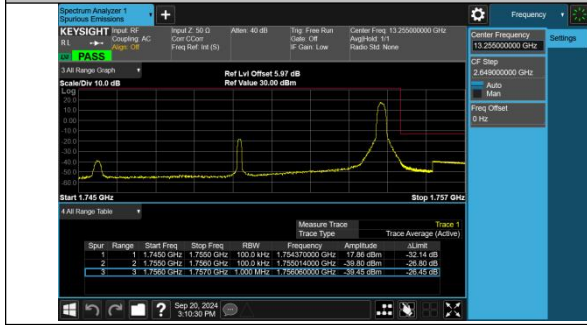 Spectrum Analyzer 1
Spurious Emissions
Frequency
KEYSIGHT
Input: RF
Coupling: AC
Align: Off
Input Z: 50 Ω
Corr CCorr
Freq Ref: Int (S)
Atten: 40 dB
Trig: Free Run
Gate: Off
IF Gain: Low
Center Freq: 13.255000000 GHz
Avg|Hold: 1/1
Radio Std: None
RL
PASS
Center Frequency
13.255000000 GHz
Settings
CF Step
2.649000000 GHz
Auto
Man
Freq Offset
0 Hz
3 All Range Graph
Scale/Div 10.0 dB
Ref Lvl Offset 5.97 dB
Ref Value 30.00 dBm
Log
20.0
10.0
0.00
-10.0
-20.0
-30.0
-40.0
-50.0
-60.0
Start 1.745 GHz
Stop 1.757 GHz
4 All Range Table
Measure Trace Trace 1
Trace Type Trace Average (Active)
Spur Range Start Freq Stop Freq RBW Frequency Amplitude ΔLimit
1 1 1.7450 GHz 1.7550 GHz 100.0 kHz 1.754370000 GHz 17.86 dBm -32.14 dB
2 2 1.7550 GHz 1.7560 GHz 100.0 kHz 1.755014000 GHz -39.80 dBm -26.80 dB
3 3 1.7560 GHz 1.7570 GHz 1.000 MHz 1.756060000 GHz -39.45 dBm -26.45 dB
Sep 20, 2024
3:10:30 PM